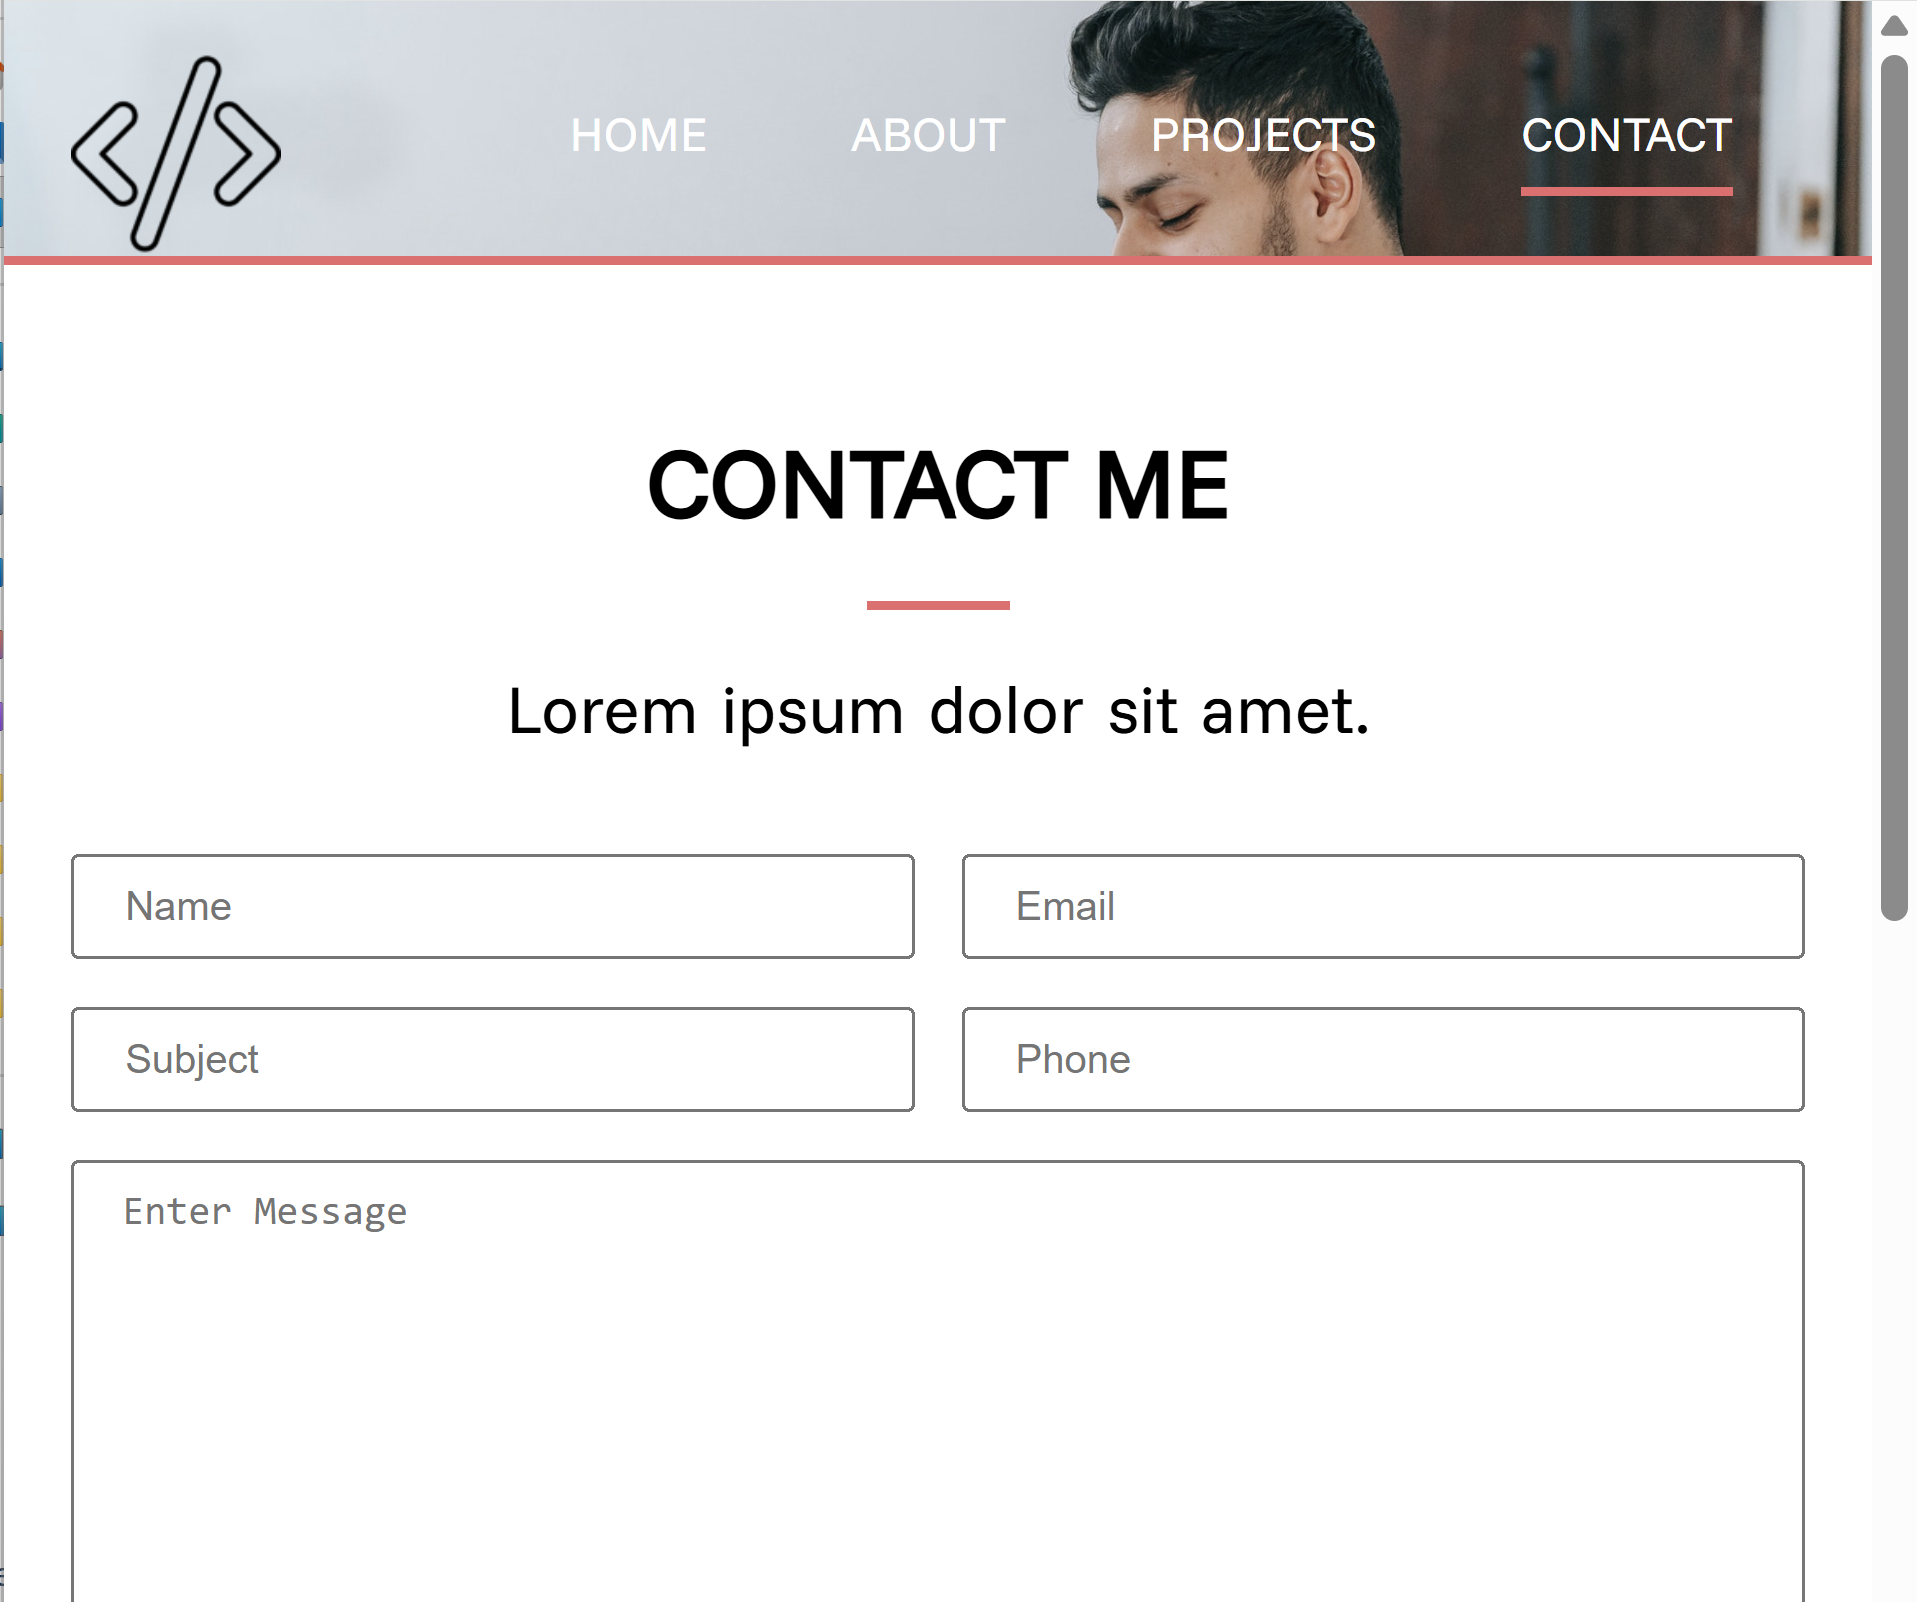 HOME ABOUT PROJECTS CONTACT
CONTACT ME
Lorem ipsum dolor sit amet.
Name Email
Subject Phone
Enter Message